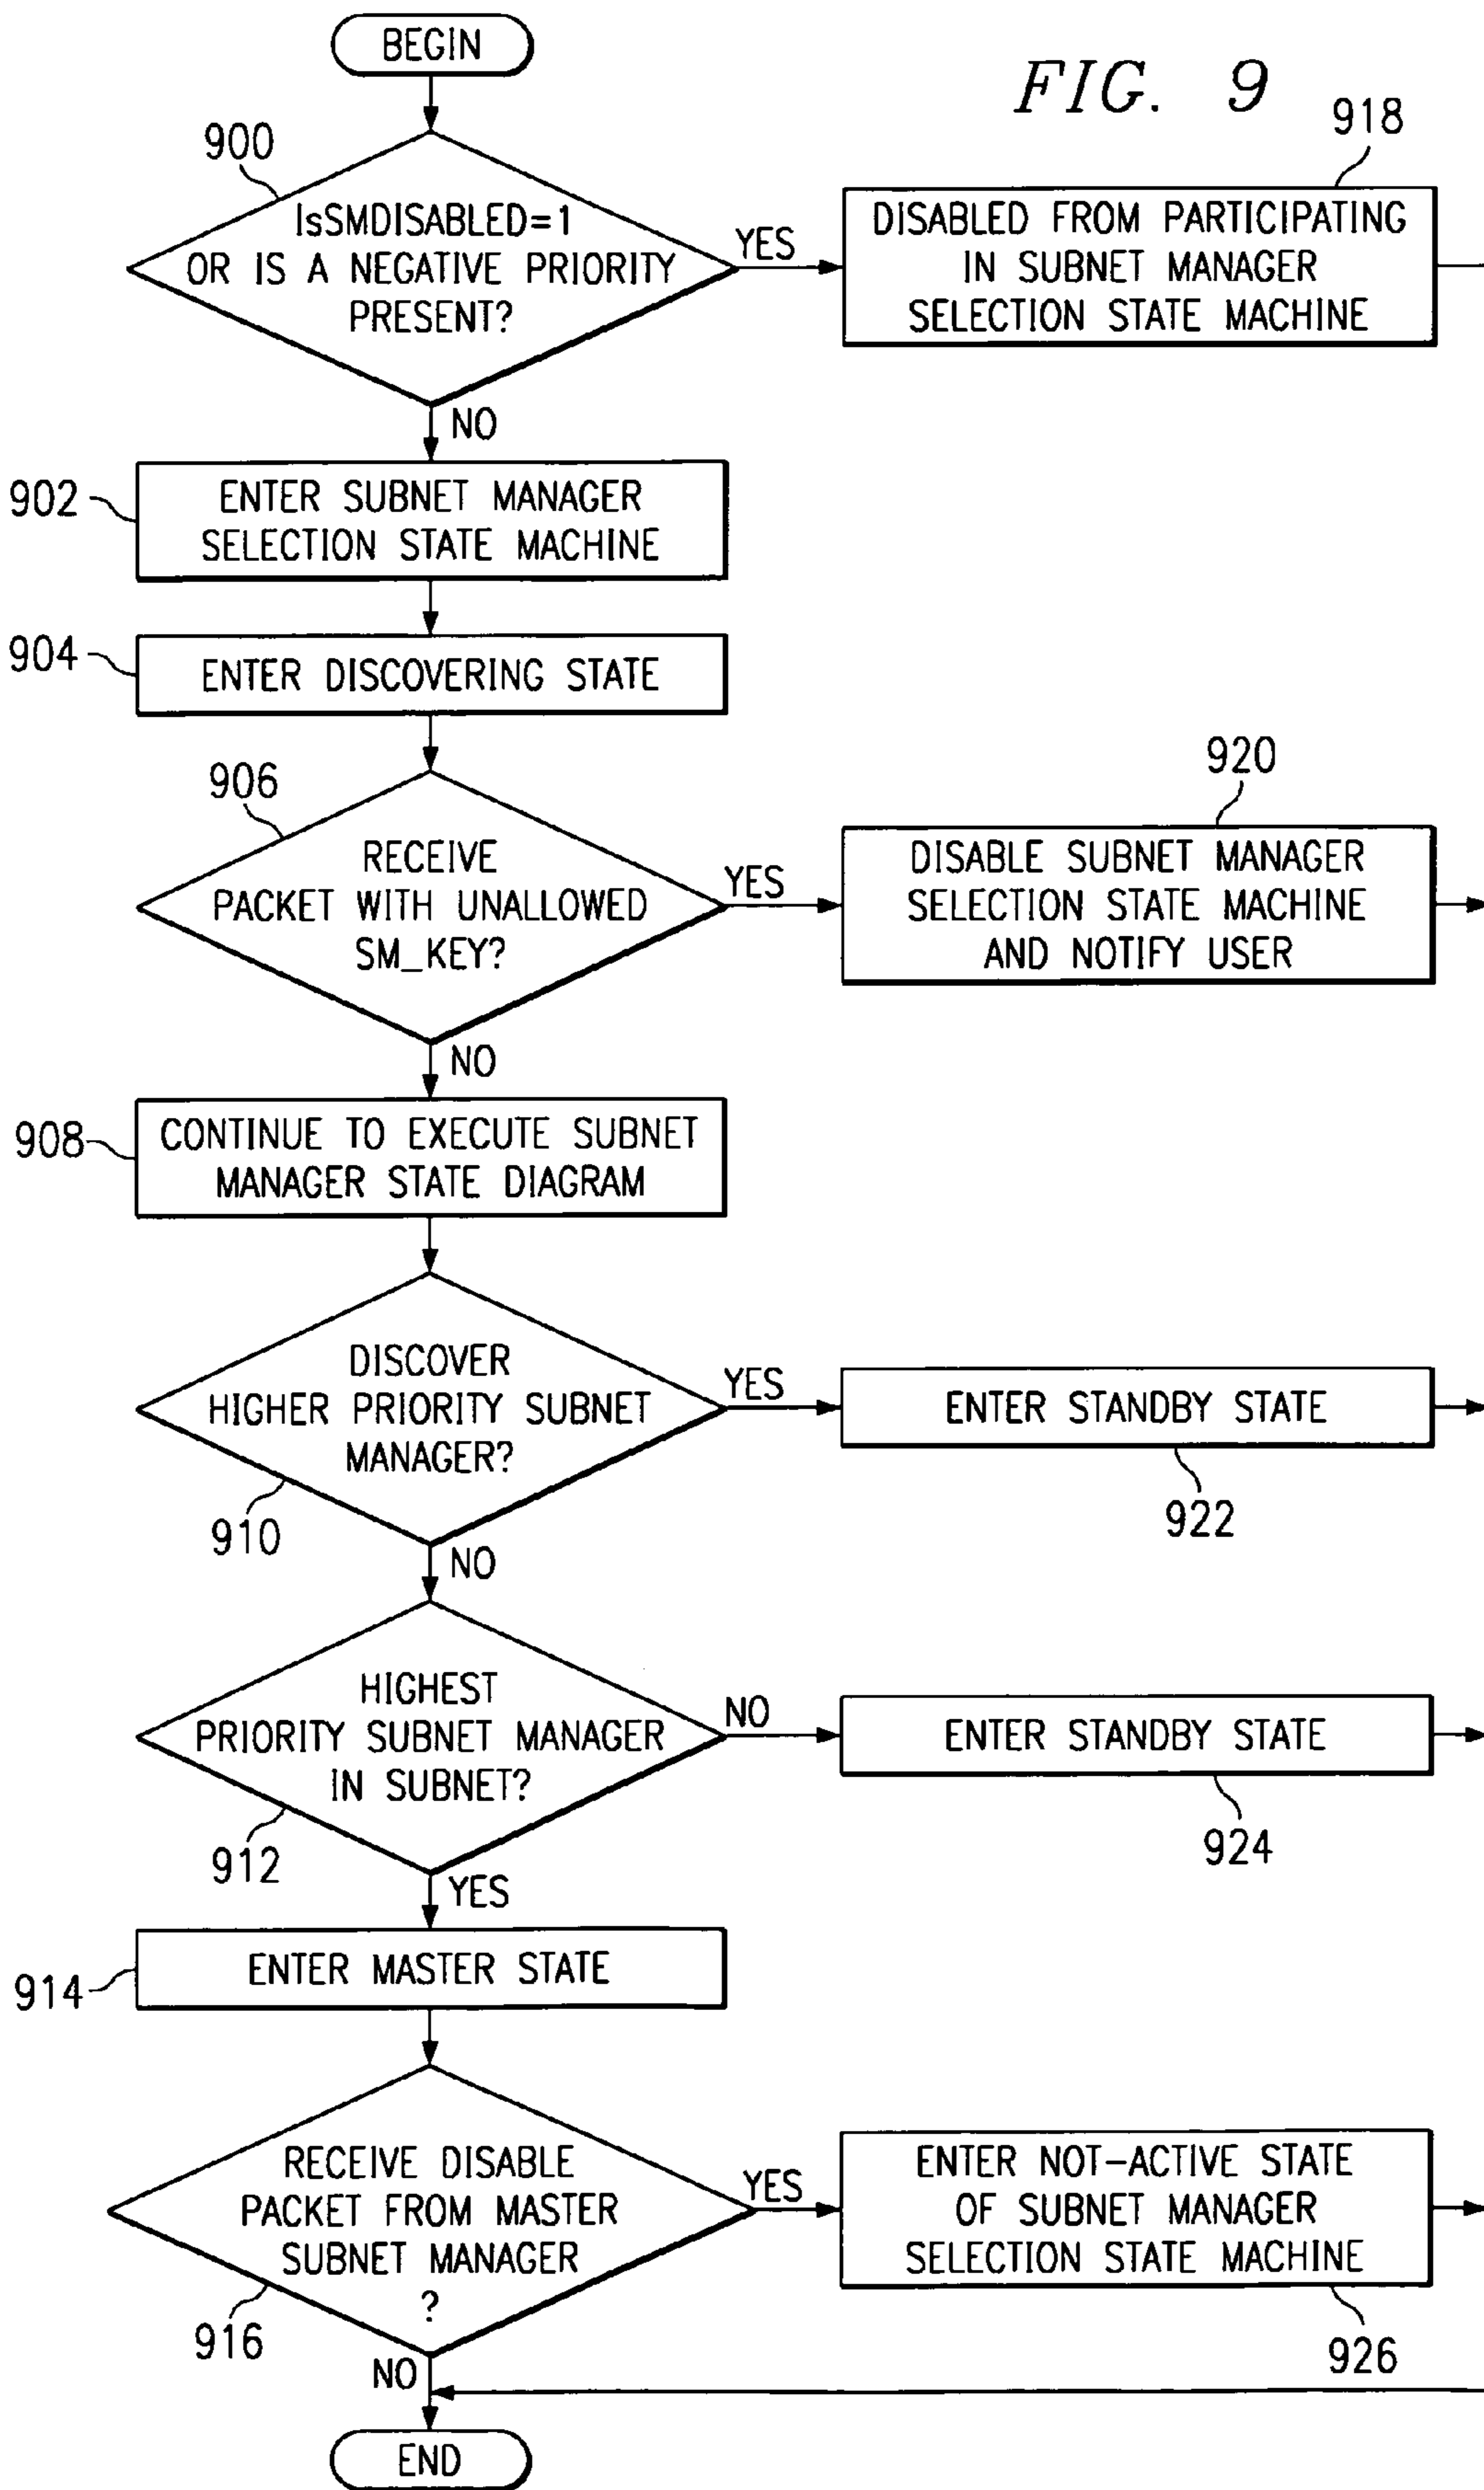 BEGIN
FIG. 9
900
IsSMDISABLED=1
OR IS A NEGATIVE PRIORITY
PRESENT?
YES
918
DISABLED FROM PARTICIPATING
IN SUBNET MANAGER
SELECTION STATE MACHINE
NO
902
ENTER SUBNET MANAGER
SELECTION STATE MACHINE
904
ENTER DISCOVERING STATE
906
RECEIVE
PACKET WITH UNALLOWED
SM_KEY?
YES
920
DISABLE SUBNET MANAGER
SELECTION STATE MACHINE
AND NOTIFY USER
NO
908
CONTINUE TO EXECUTE SUBNET
MANAGER STATE DIAGRAM
DISCOVER
HIGHER PRIORITY SUBNET
MANAGER?
910
YES
ENTER STANDBY STATE
922
NO
HIGHEST
PRIORITY SUBNET MANAGER
IN SUBNET?
912
NO
ENTER STANDBY STATE
924
YES
914
ENTER MASTER STATE
RECEIVE DISABLE
PACKET FROM MASTER
SUBNET MANAGER
?
916
YES
ENTER NOT-ACTIVE STATE
OF SUBNET MANAGER
SELECTION STATE MACHINE
926
NO
END